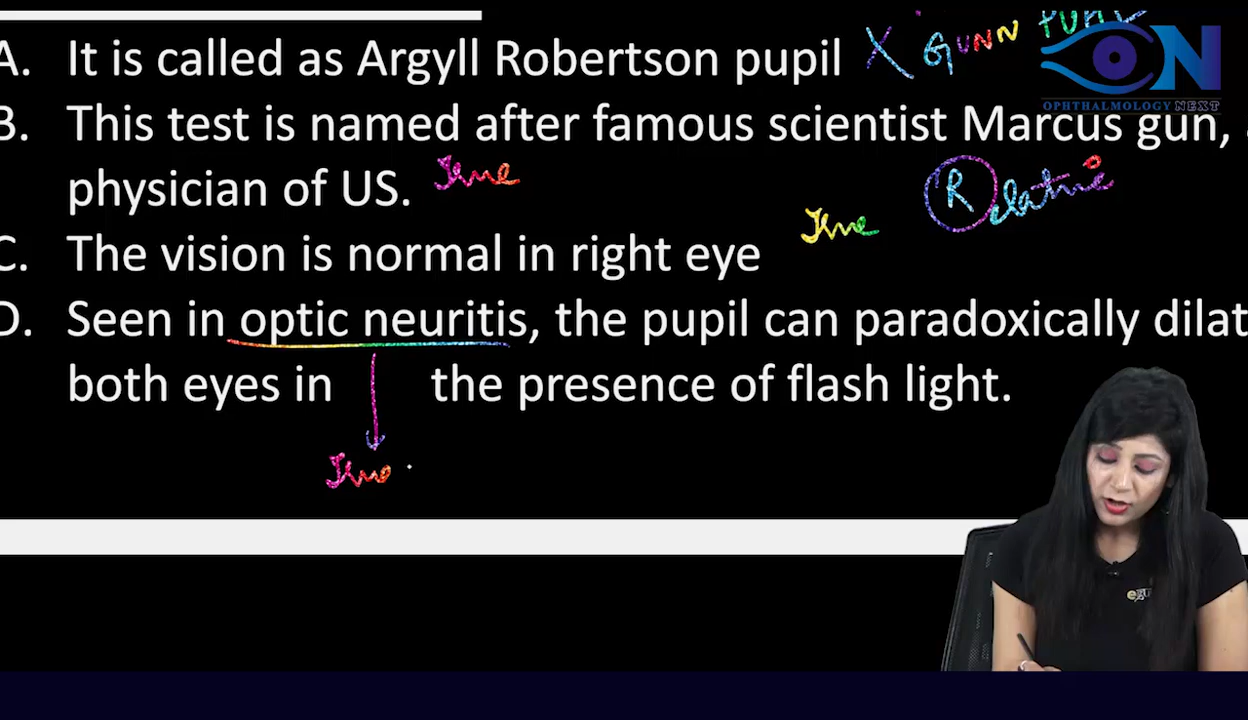 A. It is called as Argyll Robertson pupil X GUNN PUPIL
ON
OPHTHALMOLOGY NEXT
B. This test is named after famous scientist Marcus gun,
physician of US. True
Relative
C. The vision is normal in right eye True
D. Seen in optic neuritis, the pupil can paradoxically dilat
both eyes in the presence of flash light.
True